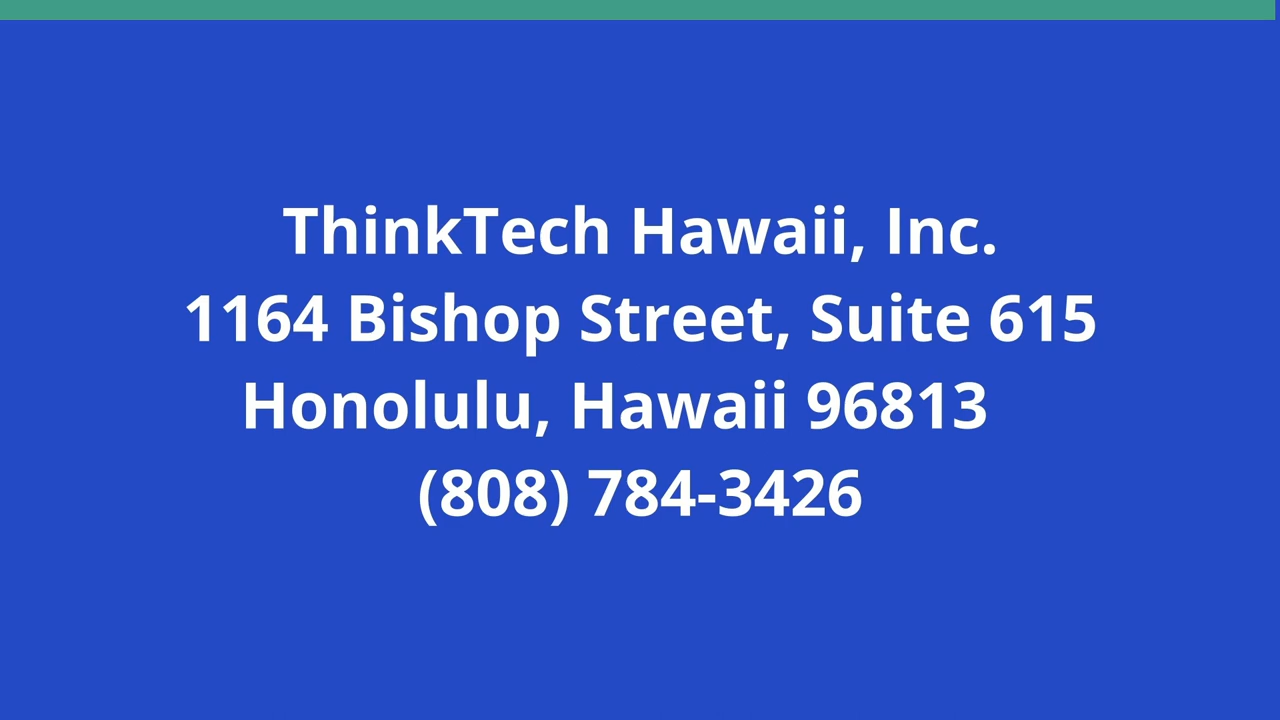 ThinkTech Hawaii, Inc.
1164 Bishop Street, Suite 615
Honolulu, Hawaii 96813
(808) 784-3426